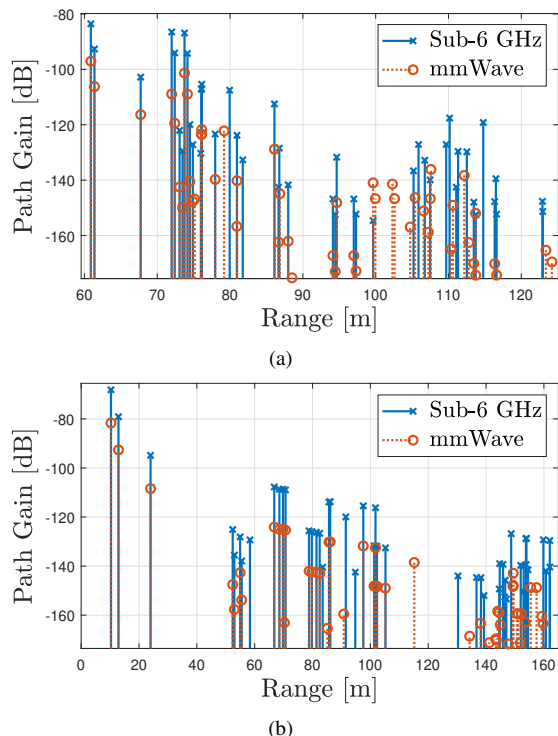 -80
-100
-120
-140
-160
Path Gain [dB]
Sub-6 GHz
mmWave
60 70 80 90 100 110 120
Range [m]
(a)
-80
-100
-120
-140
-160
Path Gain [dB]
Sub-6 GHz
mmWave
0 20 40 60 80 100 120 140 160
Range [m]
(b)